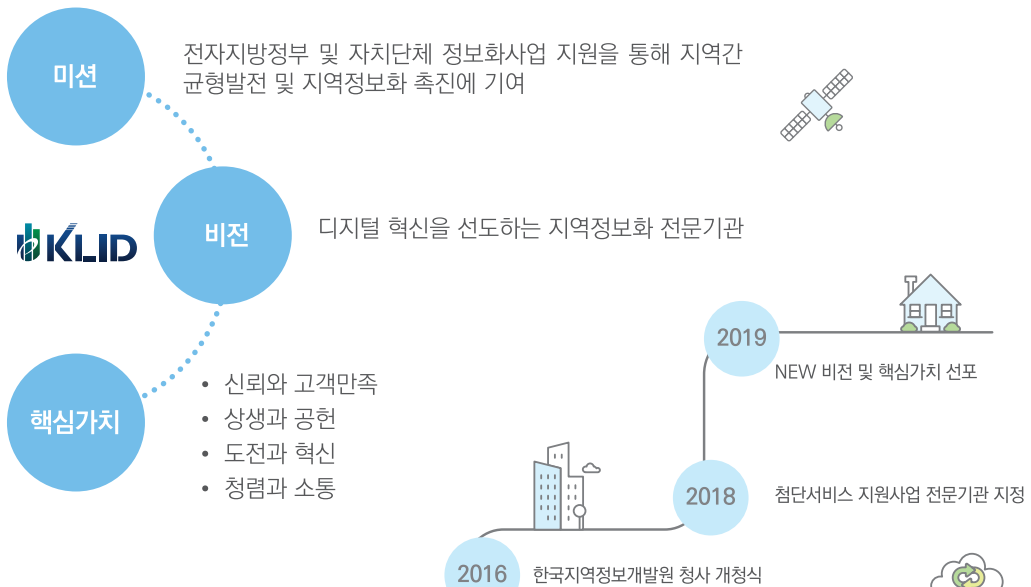 미션
전자지방정부 및 자치단체 정보화사업 지원을 통해 지역간
균형발전 및 지역정보화 촉진에 기여
KLID
비전
디지털 혁신을 선도하는 지역정보화 전문기관
핵심가치
• 신뢰와 고객만족
• 상생과 공헌
• 도전과 혁신
• 청렴과 소통
2019
NEW 비전 및 핵심가치 선포
2018
첨단서비스 지원사업 전문기관 지정
2016
한국지역정보개발원 청사 개청식